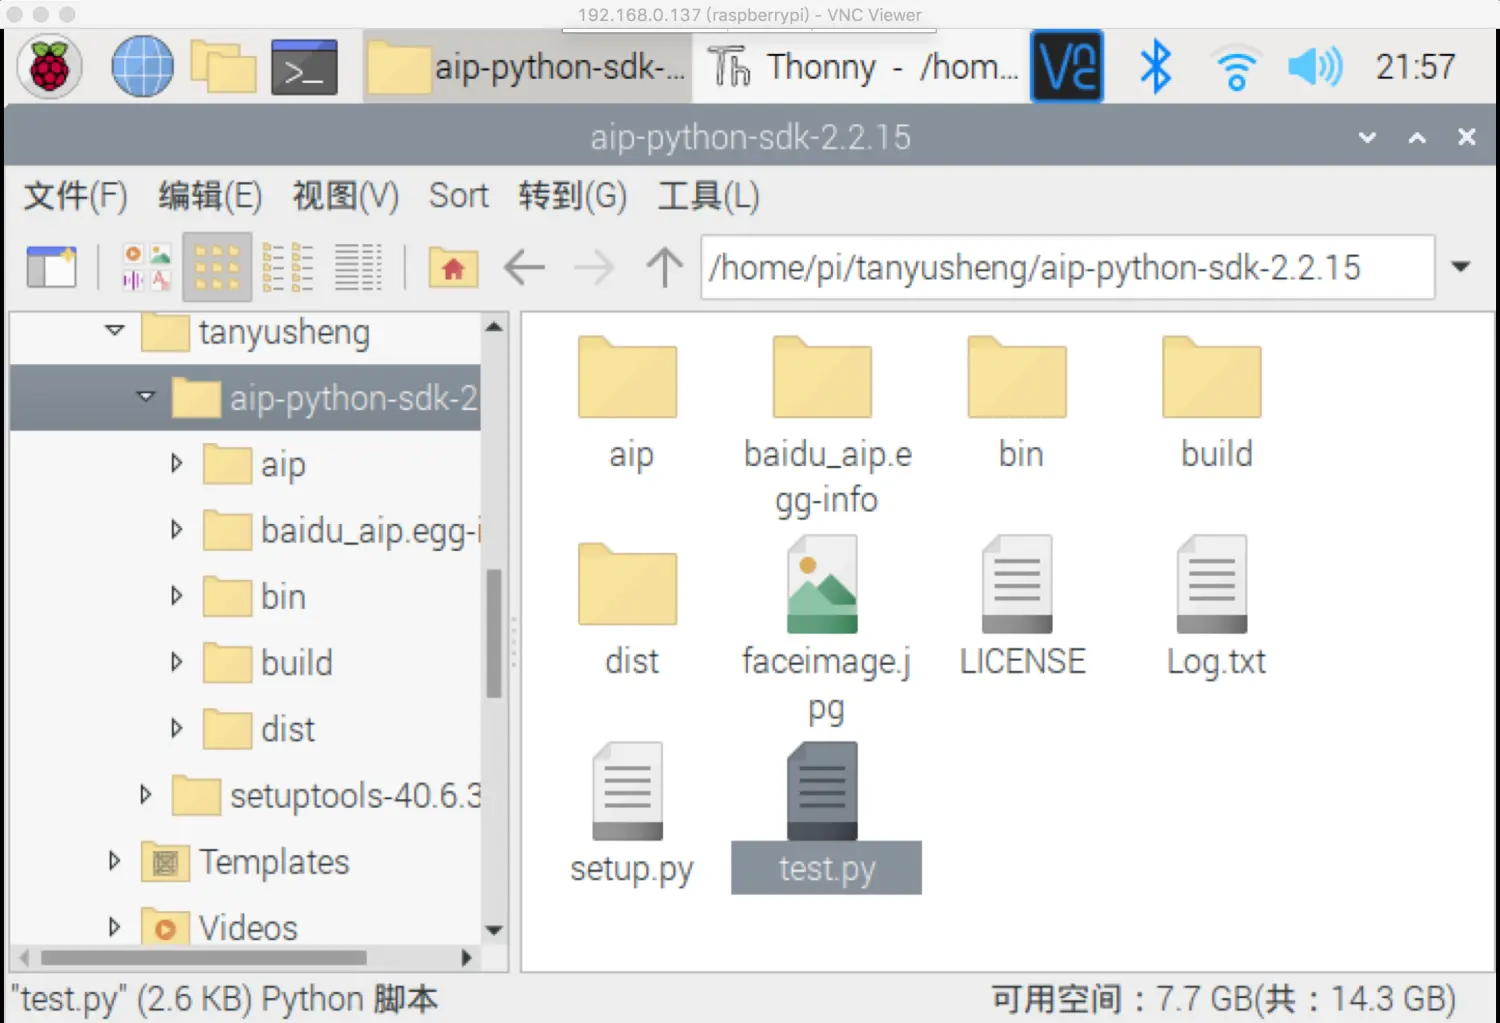 192.168.0.137 (raspberrypi) - VNC Viewer
aip-python-sdk-...
Thonny - /hom...
21:57
aip-python-sdk-2.2.15
文件(F) 编辑(E) 视图(V) Sort 转到(G) 工具(L)
/home/pi/tanyusheng/aip-python-sdk-2.2.15
tanyusheng
aip-python-sdk-2
aip
baidu_aip.egg-i
bin
build
dist
setuptools-40.6.3
Templates
Videos
aip
baidu_aip.e
gg-info
bin
build
dist
faceimage.j
pg
LICENSE
Log.txt
setup.py
test.py
"test.py" (2.6 KB) Python 脚本
可用空间：7.7 GB(共：14.3 GB)